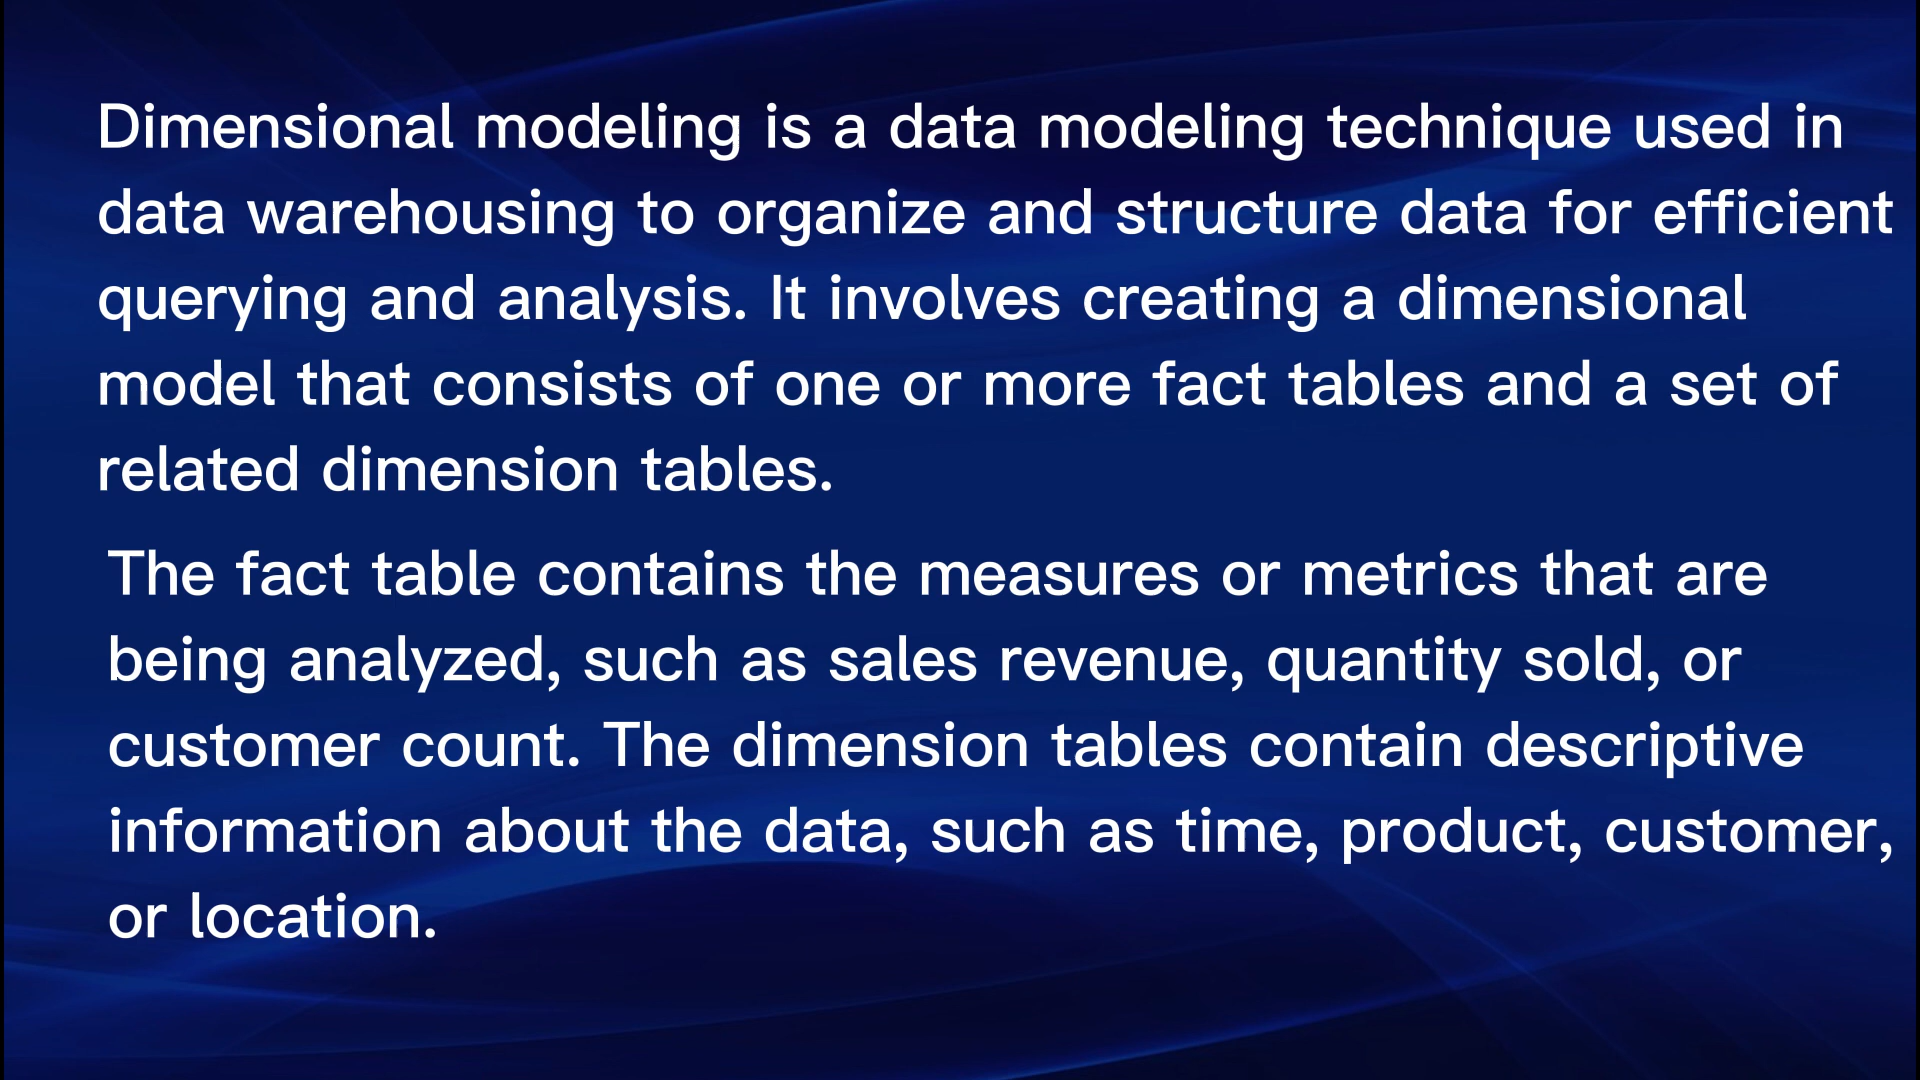 Dimensional modeling is a data modeling technique used in
data warehousing to organize and structure data for efficient
querying and analysis. It involves creating a dimensional
model that consists of one or more fact tables and a set of
related dimension tables.
The fact table contains the measures or metrics that are
being analyzed, such as sales revenue, quantity sold, or
customer count. The dimension tables contain descriptive
information about the data, such as time, product, customer,
or location.